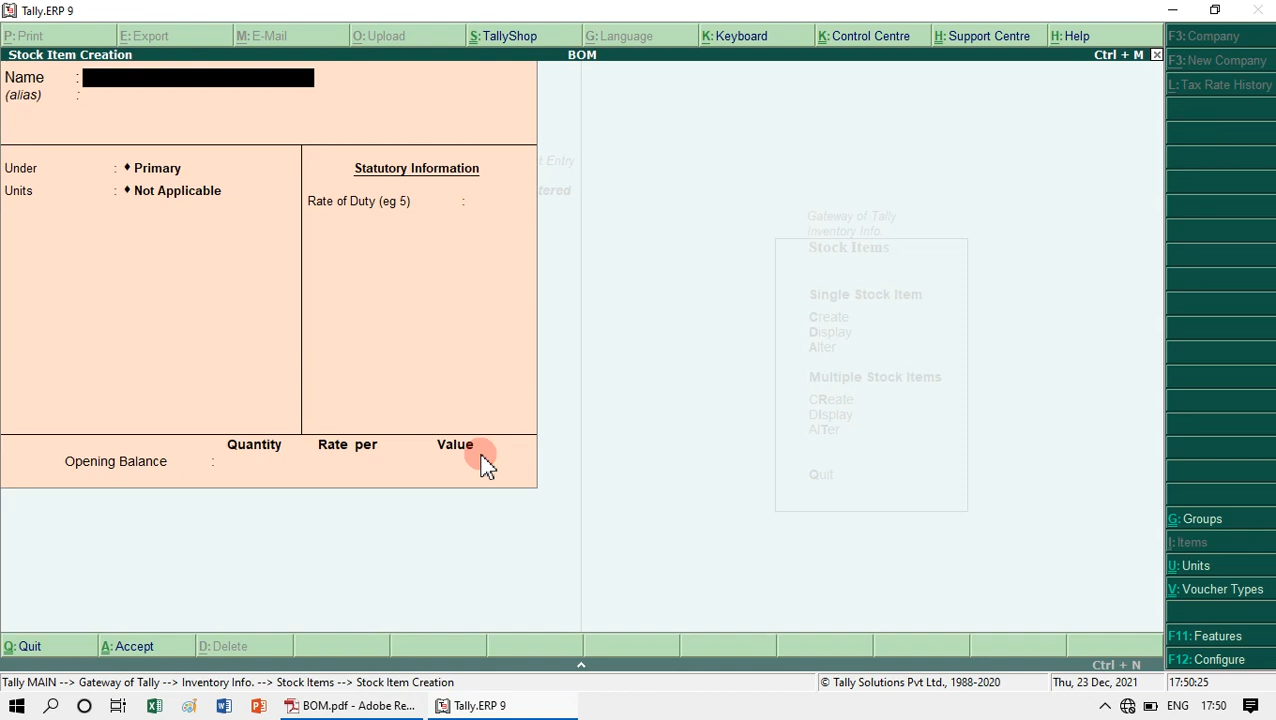 Tally.ERP 9
P: Print E: Export M: E-Mail O: Upload S: TallyShop G: Language K: Keyboard K: Control Centre H: Support Centre H: Help
F3: Company
Stock Item Creation BOM Ctrl + M
F3: New Company
Name :
(alias) :
L: Tax Rate History
Under : ♦ Primary
Units : ♦ Not Applicable
Statutory Information
Rate of Duty (eg 5) :
t Entry
tered
Gateway of Tally
Inventory Info.
Stock Items
Single Stock Item
Create
Display
Alter
Multiple Stock Items
CReate
DIsplay
AlTer
Quit
Quantity Rate per Value
Opening Balance :
G: Groups
I: Items
U: Units
V: Voucher Types
F11: Features
F12: Configure
Q: Quit A: Accept D: Delete
Ctrl + N
Tally MAIN --> Gateway of Tally --> Inventory Info. --> Stock Items --> Stock Item Creation © Tally Solutions Pvt Ltd., 1988-2020 Thu, 23 Dec, 2021 17:50:25
BOM.pdf - Adobe Re... Tally.ERP 9 ENG 17:50